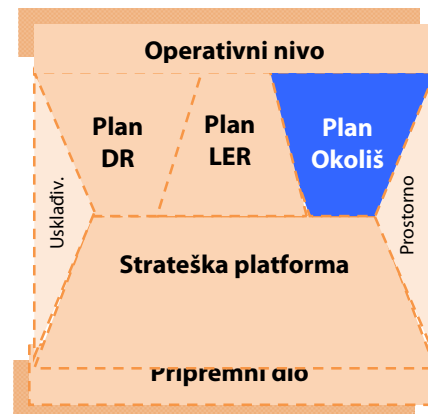 Operativni nivo
Plan
DR
Plan
LER
Plan
Okoliš
Usklađiv.
Prostorno
Strateška platforma
Pripremni dio